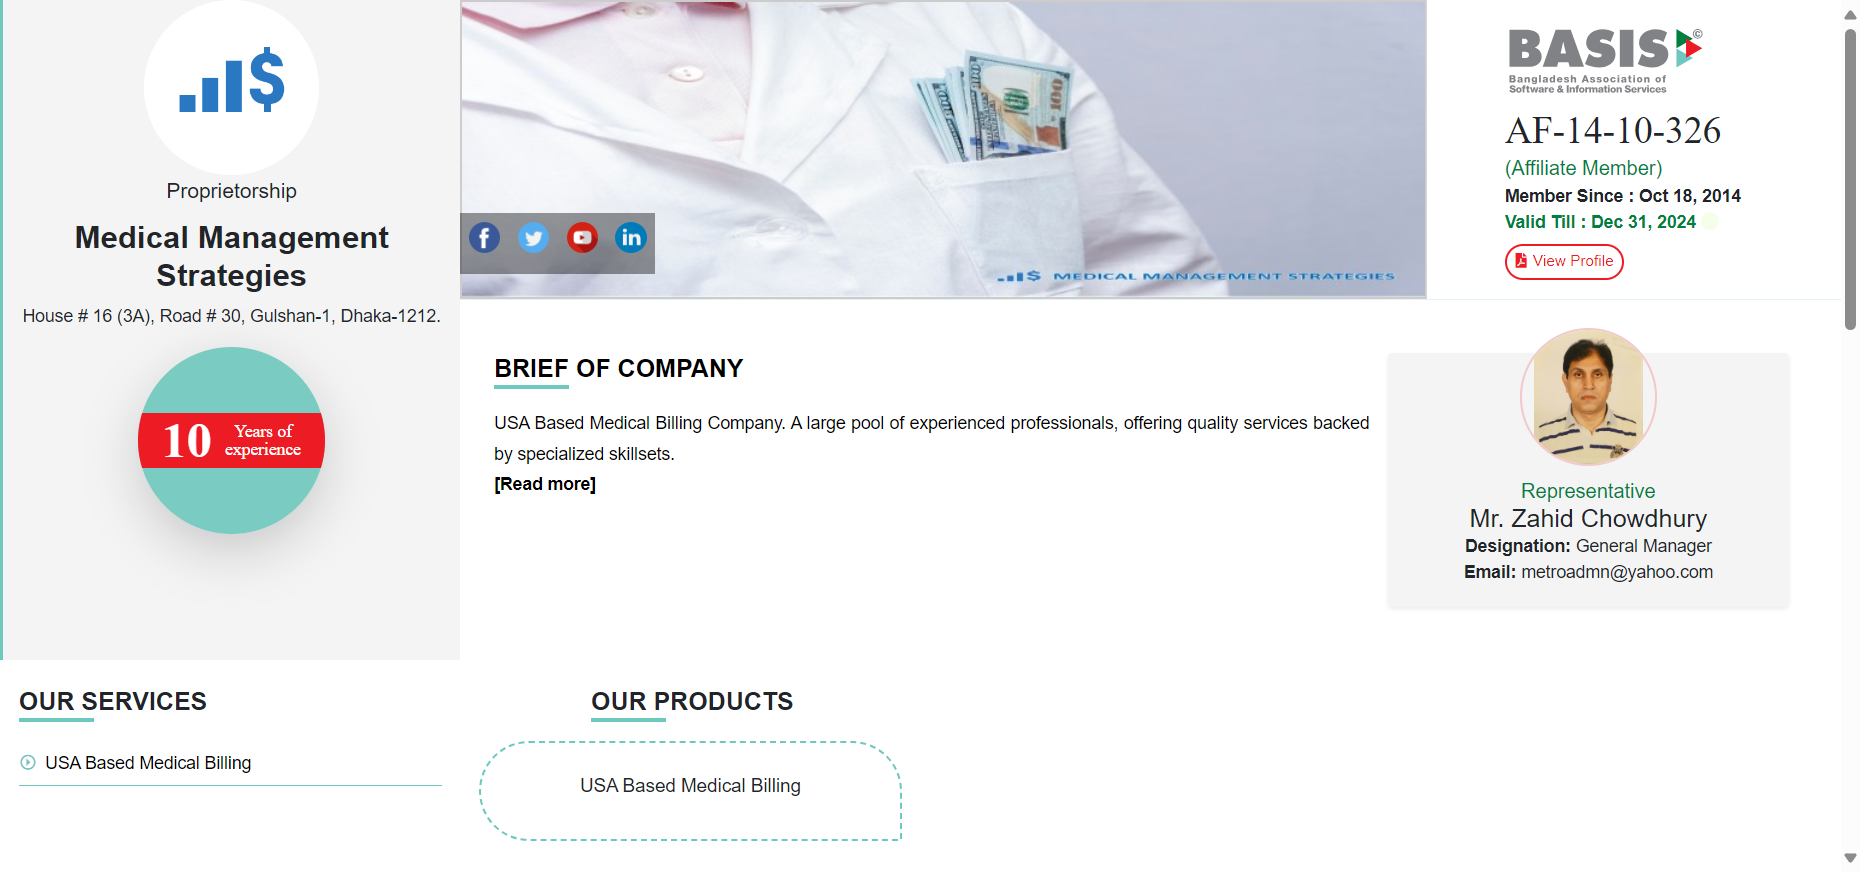 Proprietorship
Medical Management
Strategies
House # 16 (3A), Road # 30, Gulshan-1, Dhaka-1212.
10 Years of
experience
100
MEDICAL MANAGEMENT STRATEGIES
BASIS ©
Bangladesh Association of
Software & Information Services
AF-14-10-326
(Affiliate Member)
Member Since : Oct 18, 2014
Valid Till : Dec 31, 2024
View Profile
BRIEF OF COMPANY
USA Based Medical Billing Company. A large pool of experienced professionals, offering quality services backed
by specialized skillsets.
[Read more]
Representative
Mr. Zahid Chowdhury
Designation: General Manager
Email: metroadmn@yahoo.com
OUR SERVICES
USA Based Medical Billing
OUR PRODUCTS
USA Based Medical Billing